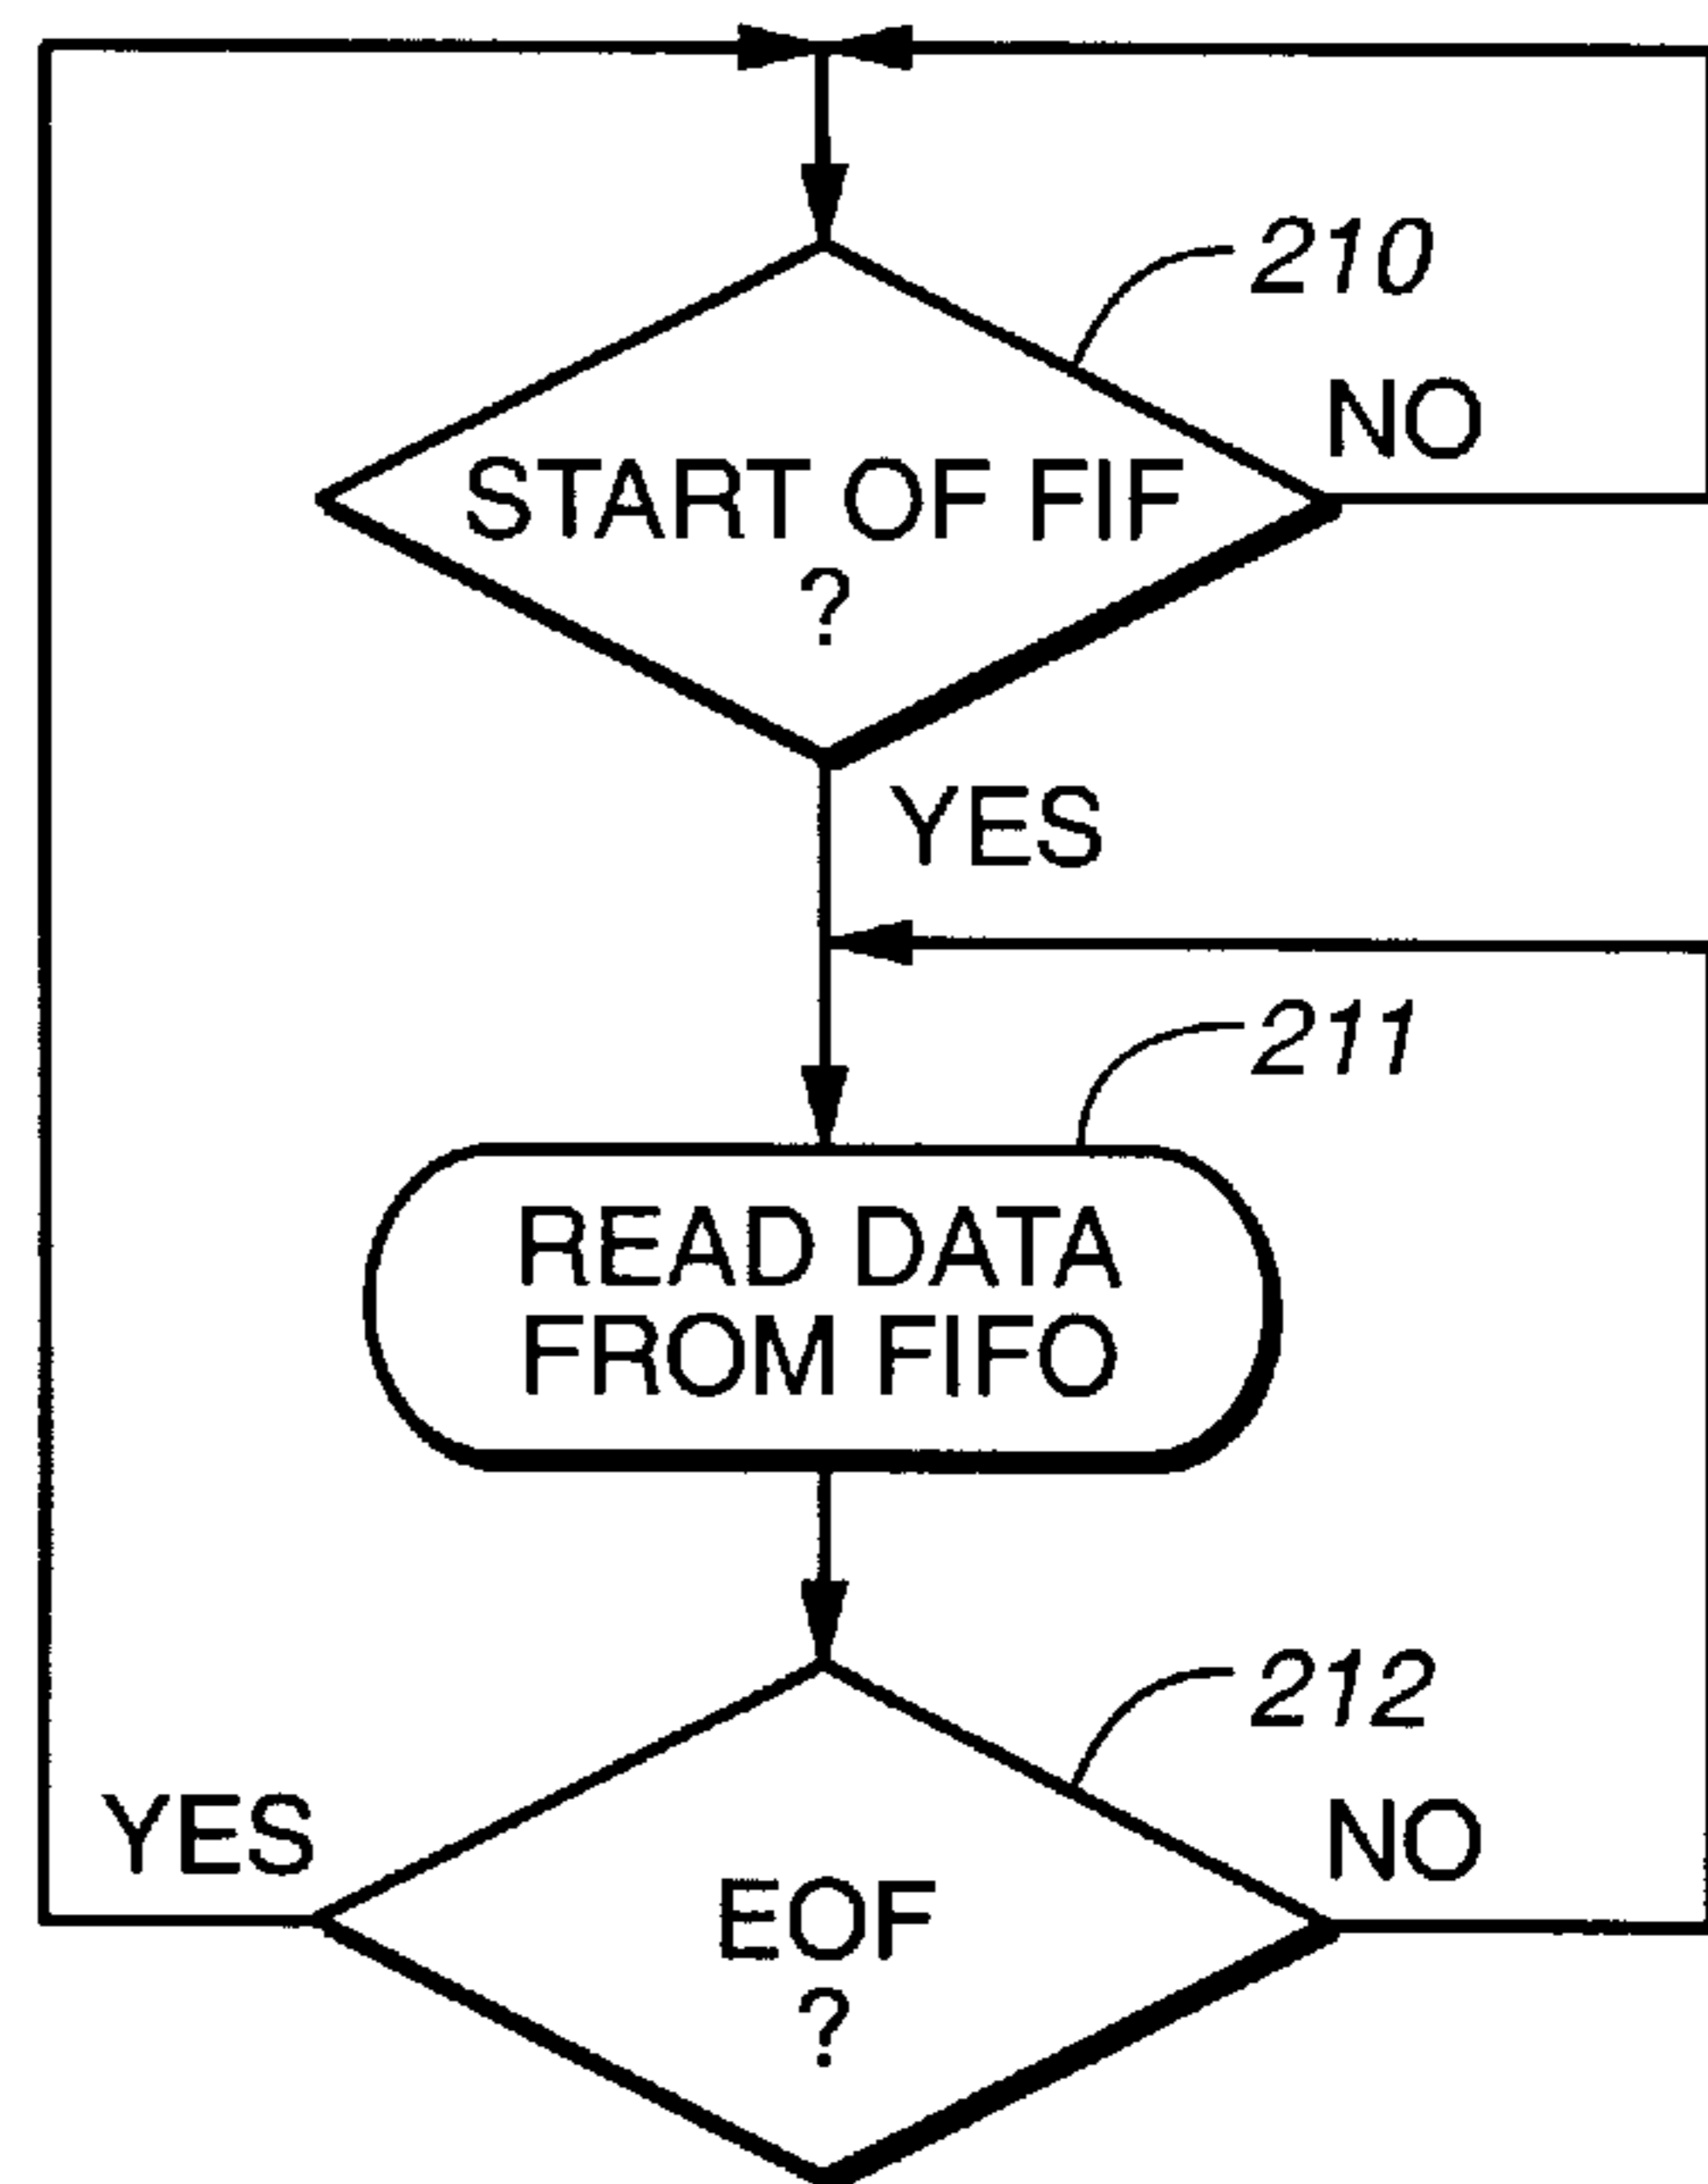 210
NO
START OF FIF
?
YES
211
READ DATA
FROM FIFO
212
YES
NO
EOF
?